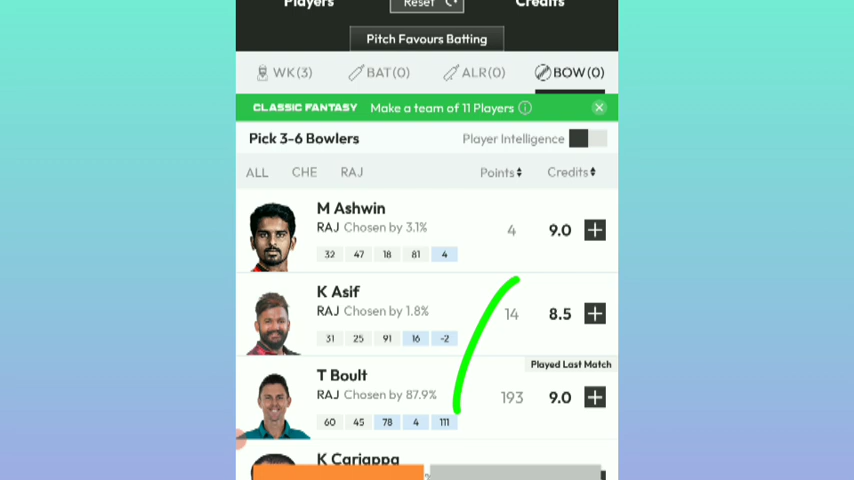 Players Reset Credits
Pitch Favours Batting
WK(3) BAT(0) ALR(0) BOW(0)
CLASSIC FANTASY Make a team of 11 Players
Pick 3-6 Bowlers Player Intelligence
ALL CHE RAJ Points Credits
M Ashwin
RAJ Chosen by 3.1% 4 9.0 +
32 47 18 81 4
K Asif
RAJ Chosen by 1.8% 14 8.5 +
31 25 91 16 -2
Played Last Match
T Boult
RAJ Chosen by 87.9% 193 9.0 +
60 45 78 4 111
K Cariappa